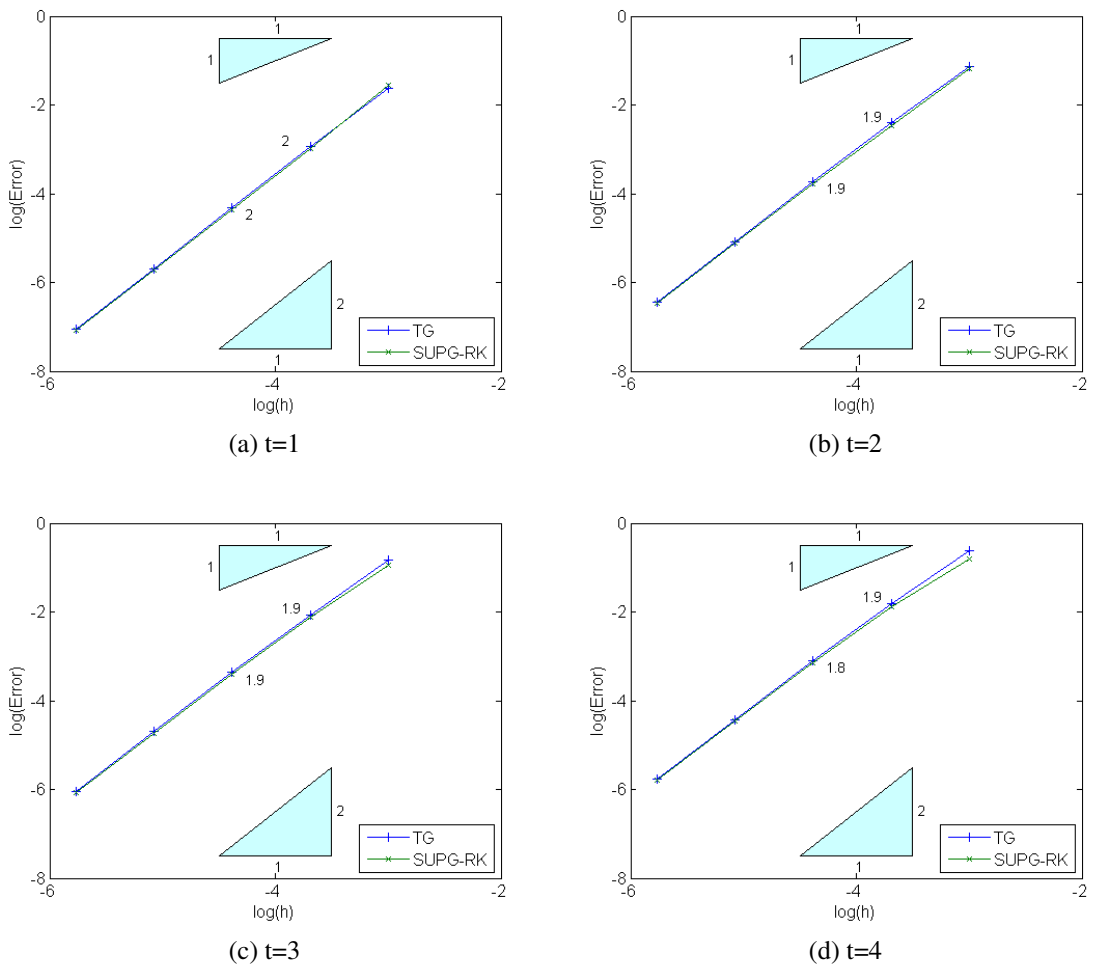 0
-2
-4
-6
-8
-6
-4
-2
log(h)
log(Error)
1
1
2
2
2
1
TG
SUPG-RK
(a) t=1
0
-2
-4
-6
-8
-6
-4
-2
log(h)
log(Error)
1
1
1.9
1.9
2
1
TG
SUPG-RK
(b) t=2
0
-2
-4
-6
-8
-6
-4
-2
log(h)
log(Error)
1
1
1.9
1.9
2
1
TG
SUPG-RK
(c) t=3
0
-2
-4
-6
-8
-6
-4
-2
log(h)
log(Error)
1
1
1.9
1.8
2
1
TG
SUPG-RK
(d) t=4